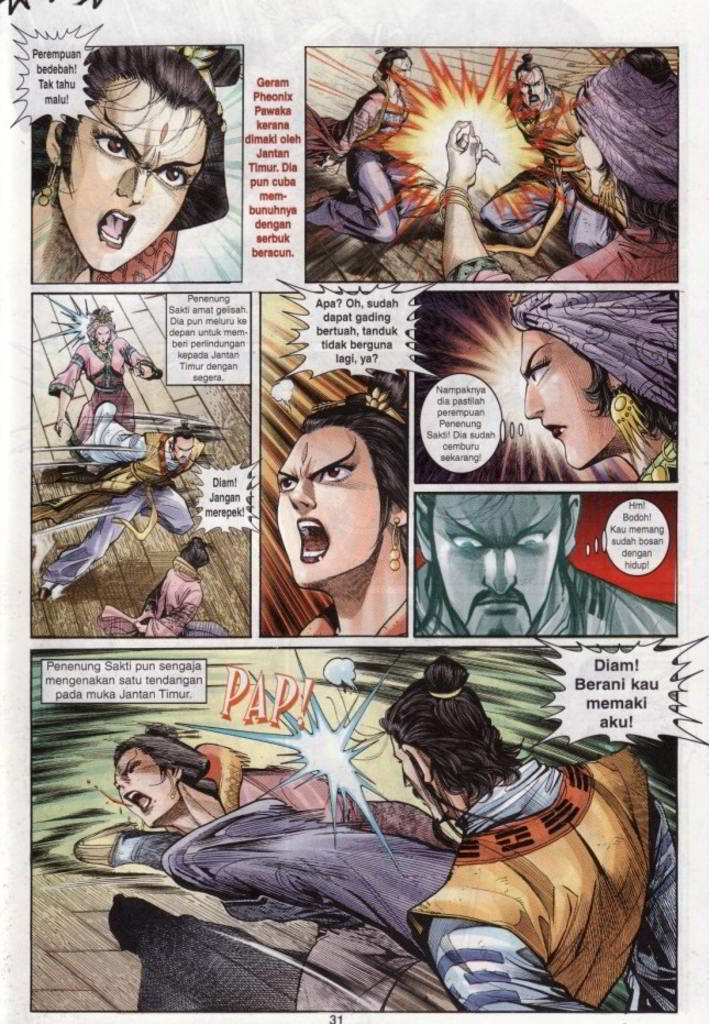 Perempuan
bedebah!
Tak tahu
malu!
Geram
Pheonix
Pawaka
kerana
dimaki oleh
Jantan
Timur. Dia
pun cuba
mem-
bunuhnya
dengan
serbuk
beracun.
Penenung
Sakti amat gelisah.
Dia pun meluru ke
depan untuk mem-
beri perlindungan
kepada Jantan
Timur dengan
segera.
Diam!
Jangan
merepek!
Apa? Oh, sudah
dapat gading
bertuah, tanduk
tidak berguna
lagi, ya?
Nampaknya
dia pastilah
perempuan
Penenung
Sakti! Dia sudah
cemburu
sekarang!
Hm!
Bodoh!
Kau memang
sudah bosan
dengan
hidup!
Penenung Sakti pun sengaja
mengenakan satu tendangan
pada muka Jantan Timur.
PAP!
Diam!
Berani kau
memaki
aku!
31